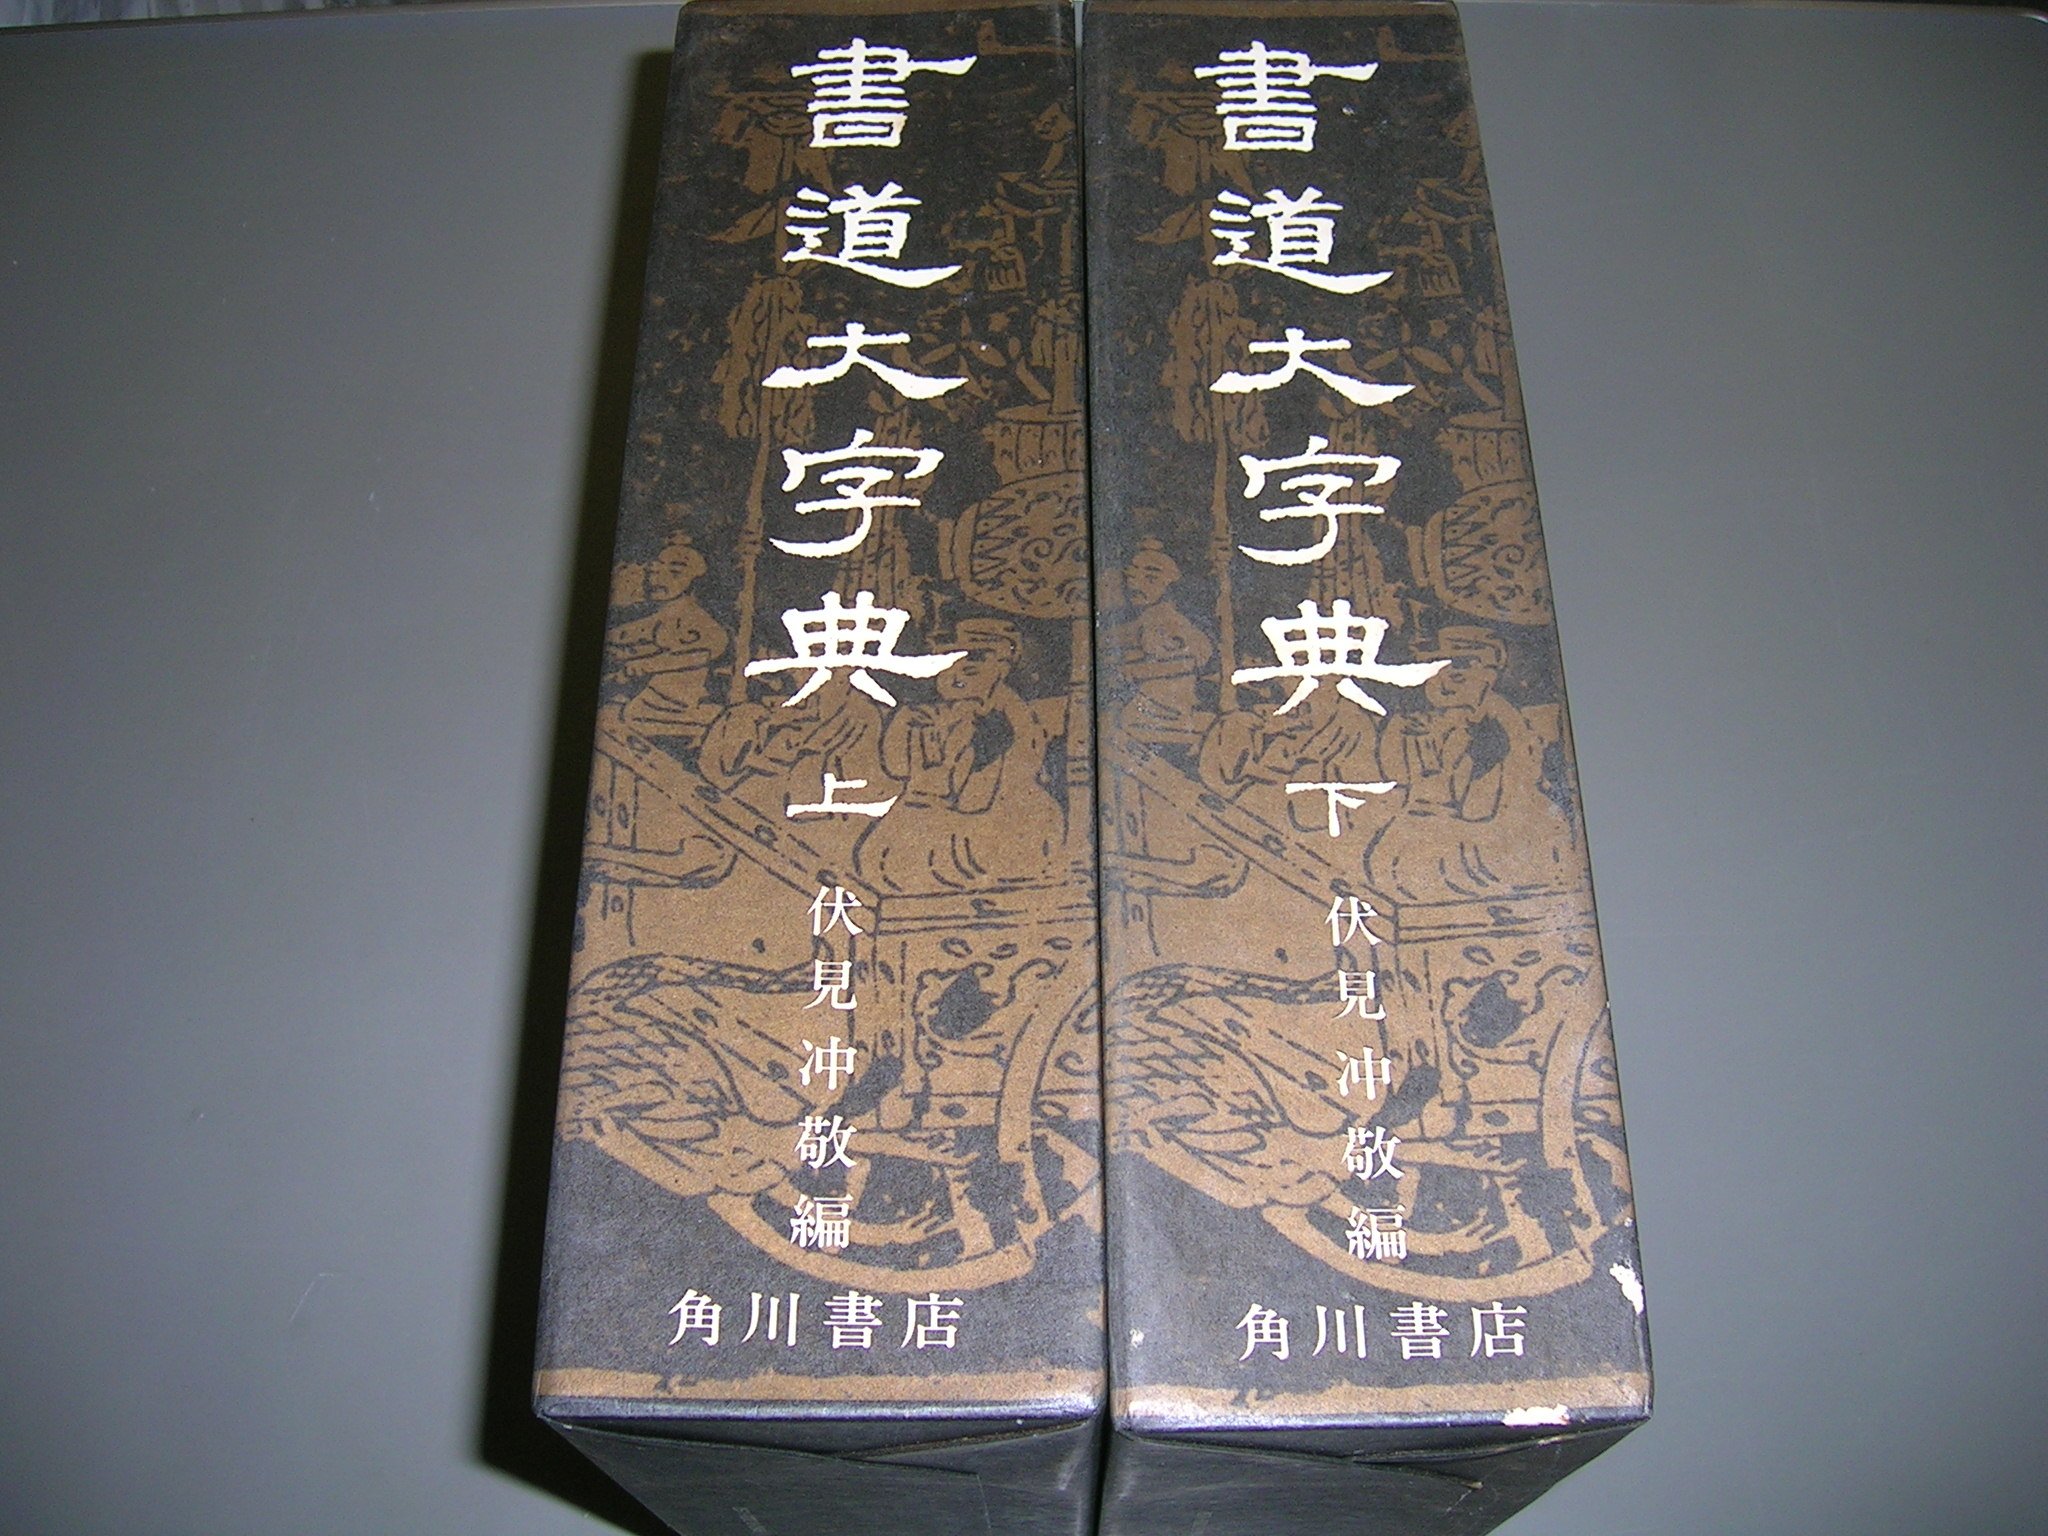 書道大字典 上
伏見冲敬編
角川書店
書道大字典 下
伏見冲敬編
角川書店